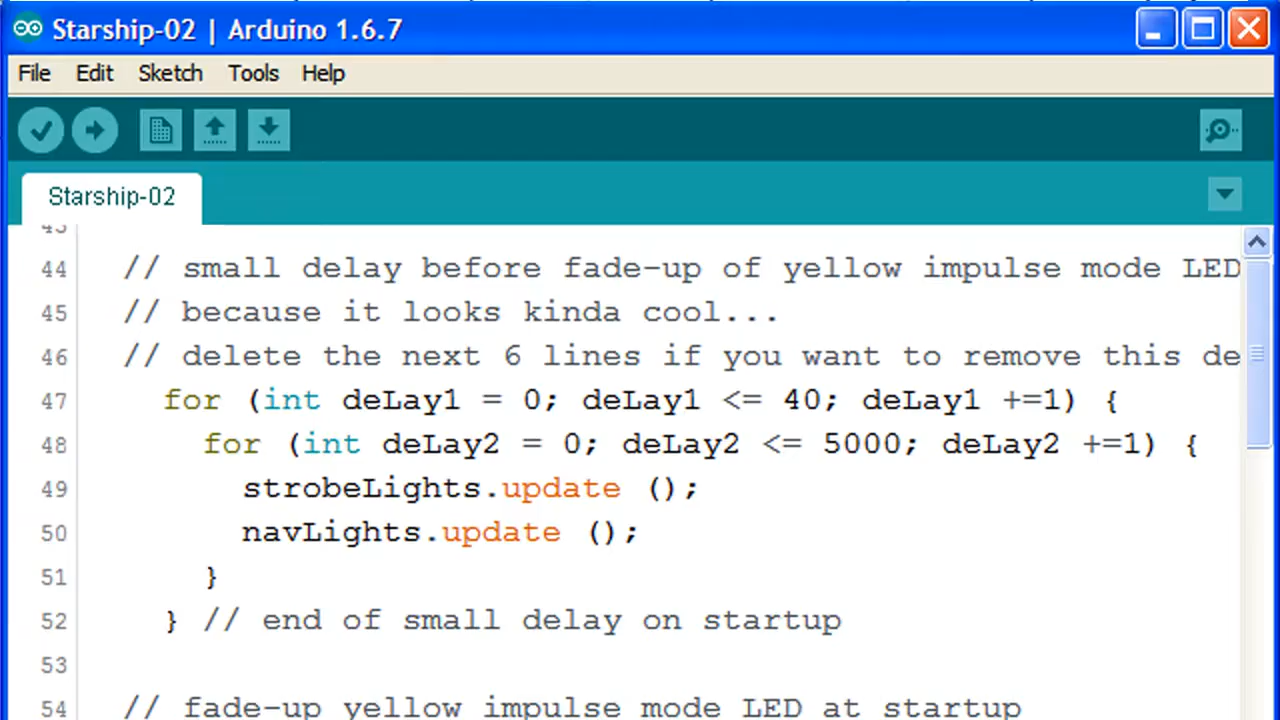 Starship-02 | Arduino 1.6.7
File Edit Sketch Tools Help
Starship-02
44 // small delay before fade-up of yellow impulse mode LED
45 // because it looks kinda cool...
46 // delete the next 6 lines if you want to remove this de
47 for (int deLay1 = 0; deLay1 <= 40; deLay1 +=1) {
48 for (int deLay2 = 0; deLay2 <= 5000; deLay2 +=1) {
49 strobeLights.update ();
50 navLights.update ();
51 }
52 } // end of small delay on startup
53
54 // fade-up yellow impulse mode LED at startup